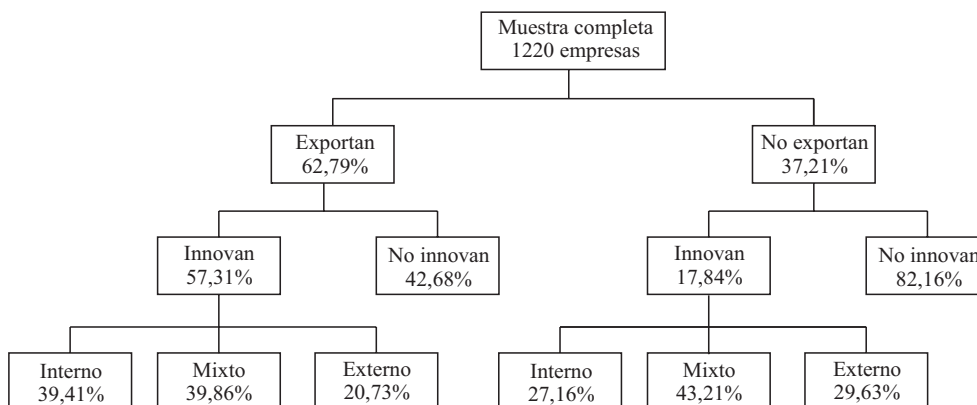 Muestra completa
1220 empresas
Exportan
62,79%
No exportan
37,21%
Innovan
57,31%
No innovan
42,68%
Innovan
17,84%
No innovan
82,16%
Interno
39,41%
Mixto
39,86%
Externo
20,73%
Interno
27,16%
Mixto
43,21%
Externo
29,63%